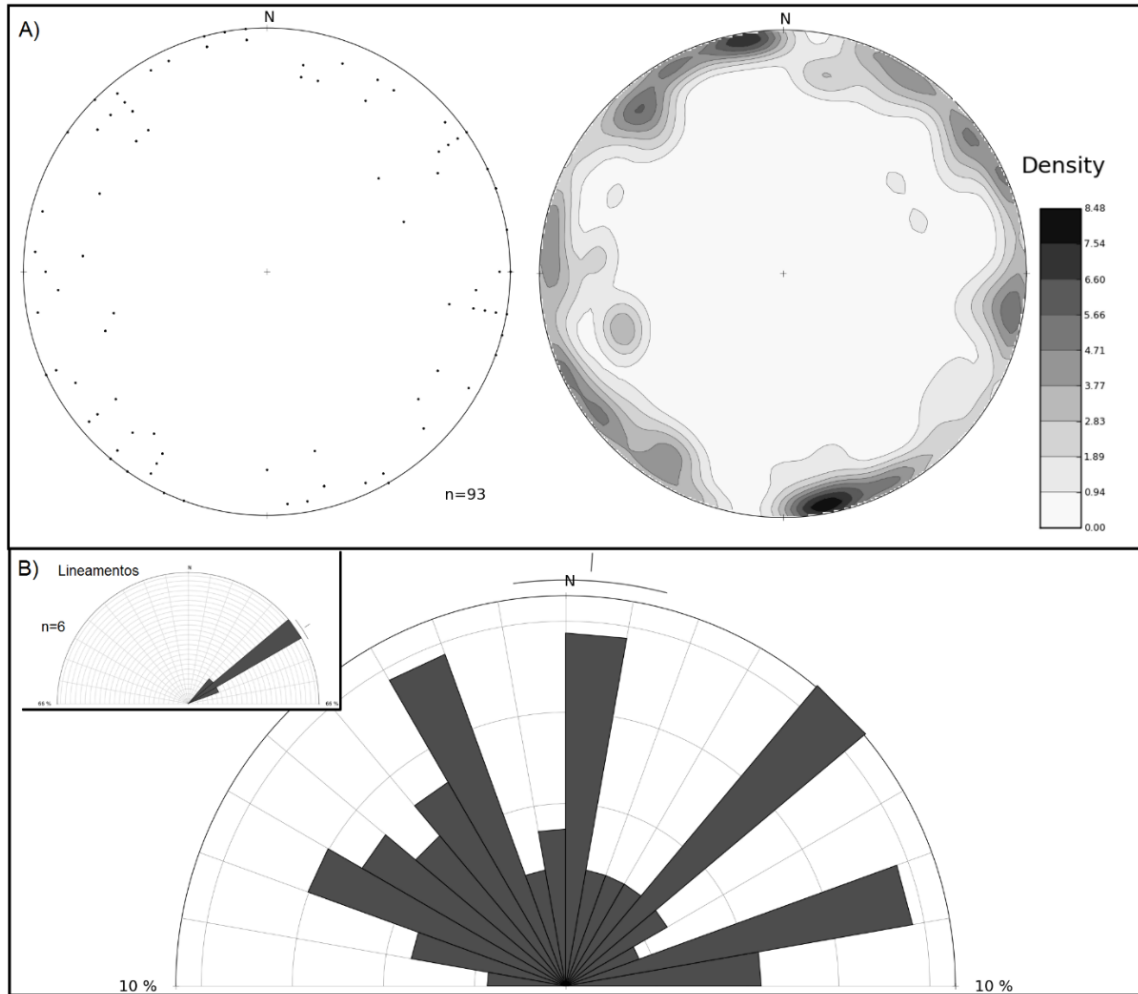 A)
N
N
n=93
Density
8.48
7.54
6.60
5.66
4.71
3.77
2.83
1.89
0.94
0.00
B)
Lineamentos
n=6
N
60 %
N
10 %
10 %